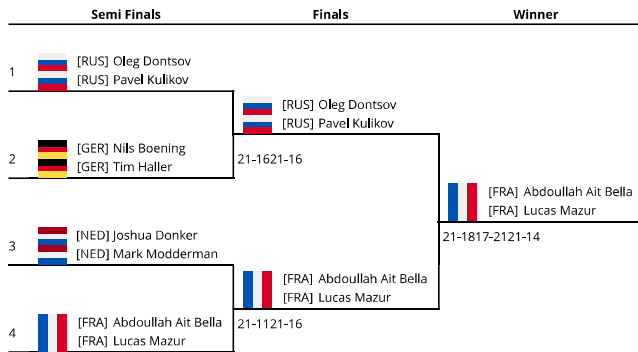 Semi Finals Finals Winner
1
[RUS] Oleg Dontsov
[RUS] Pavel Kulikov
2
[GER] Nils Boening
[GER] Tim Haller
3
[NED] Joshua Donker
[NED] Mark Modderman
4
[FRA] Abdoullah Ait Bella
[FRA] Lucas Mazur
[RUS] Oleg Dontsov
[RUS] Pavel Kulikov
21-1621-16
[FRA] Abdoullah Ait Bella
[FRA] Lucas Mazur
21-1121-16
[FRA] Abdoullah Ait Bella
[FRA] Lucas Mazur
21-1817-2121-14